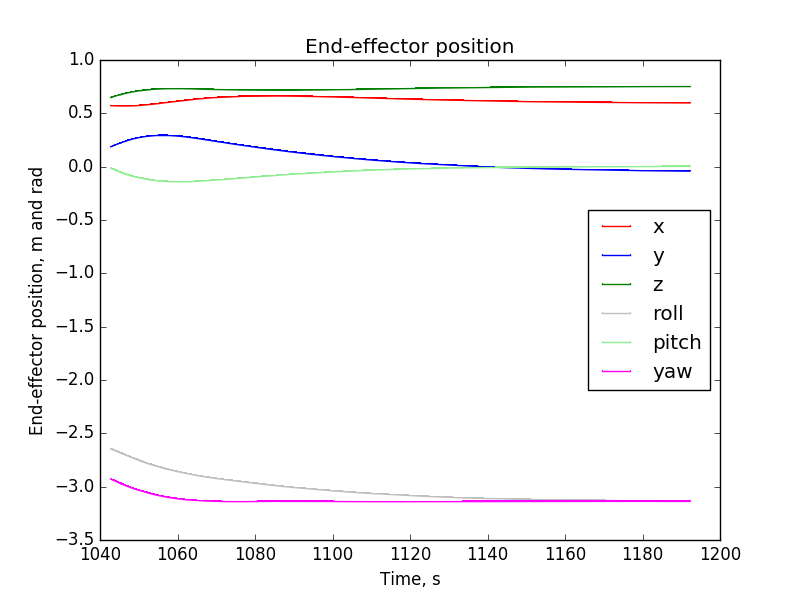 End-effector position
End-effector position, m and rad
1.0
0.5
0.0
−0.5
−1.0
−1.5
−2.0
−2.5
−3.0
−3.5
x
y
z
roll
pitch
yaw
1040 1060 1080 1100 1120 1140 1160 1180 1200
Time, s